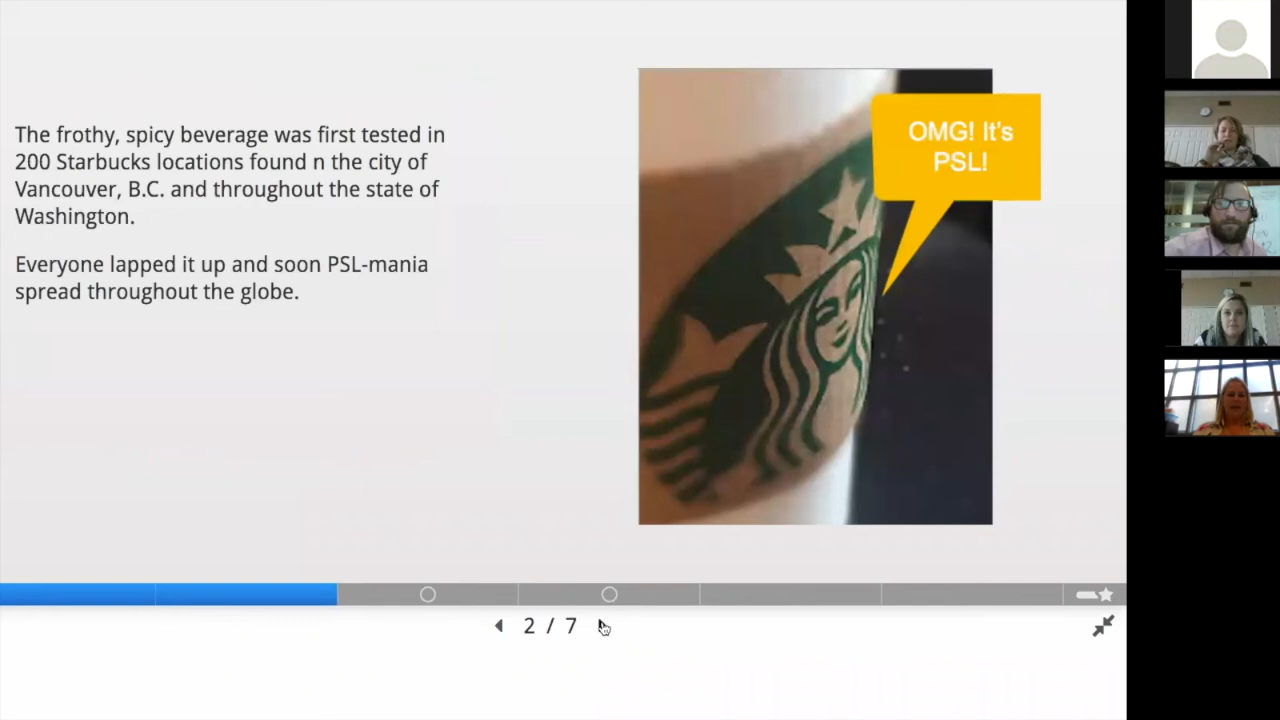 The frothy, spicy beverage was first tested in
200 Starbucks locations found n the city of
Vancouver, B.C. and throughout the state of
Washington.
Everyone lapped it up and soon PSL-mania
spread throughout the globe.
OMG! It's
PSL!
2 / 7